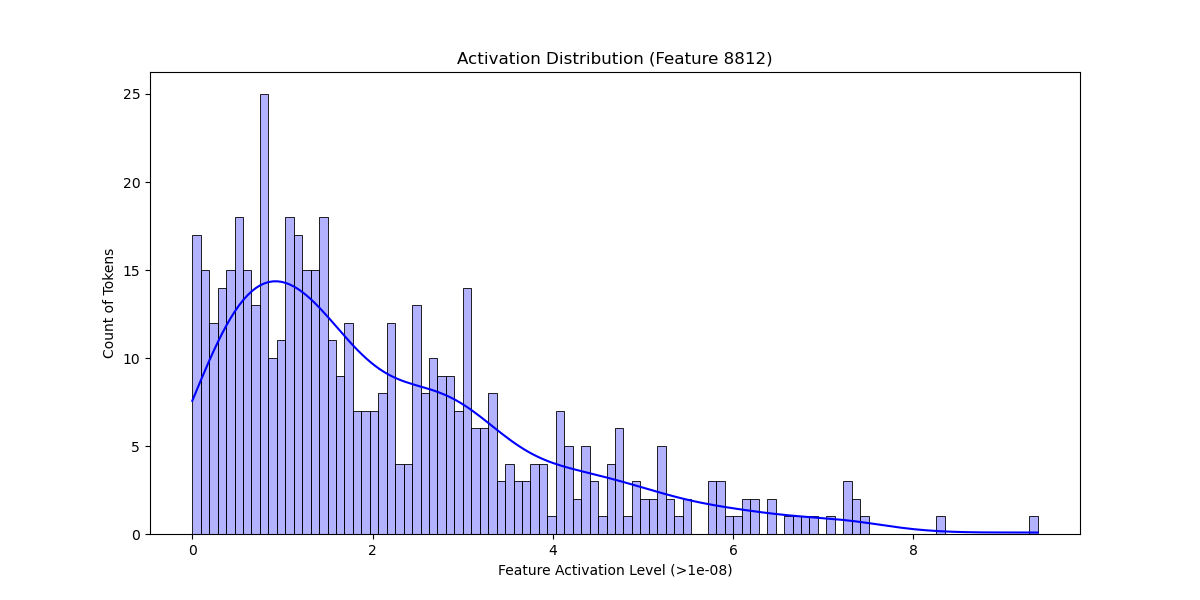 Activation Distribution (Feature 8812)
25
20
15
10
5
0
Count of Tokens
0 2 4 6 8
Feature Activation Level (>1e-08)